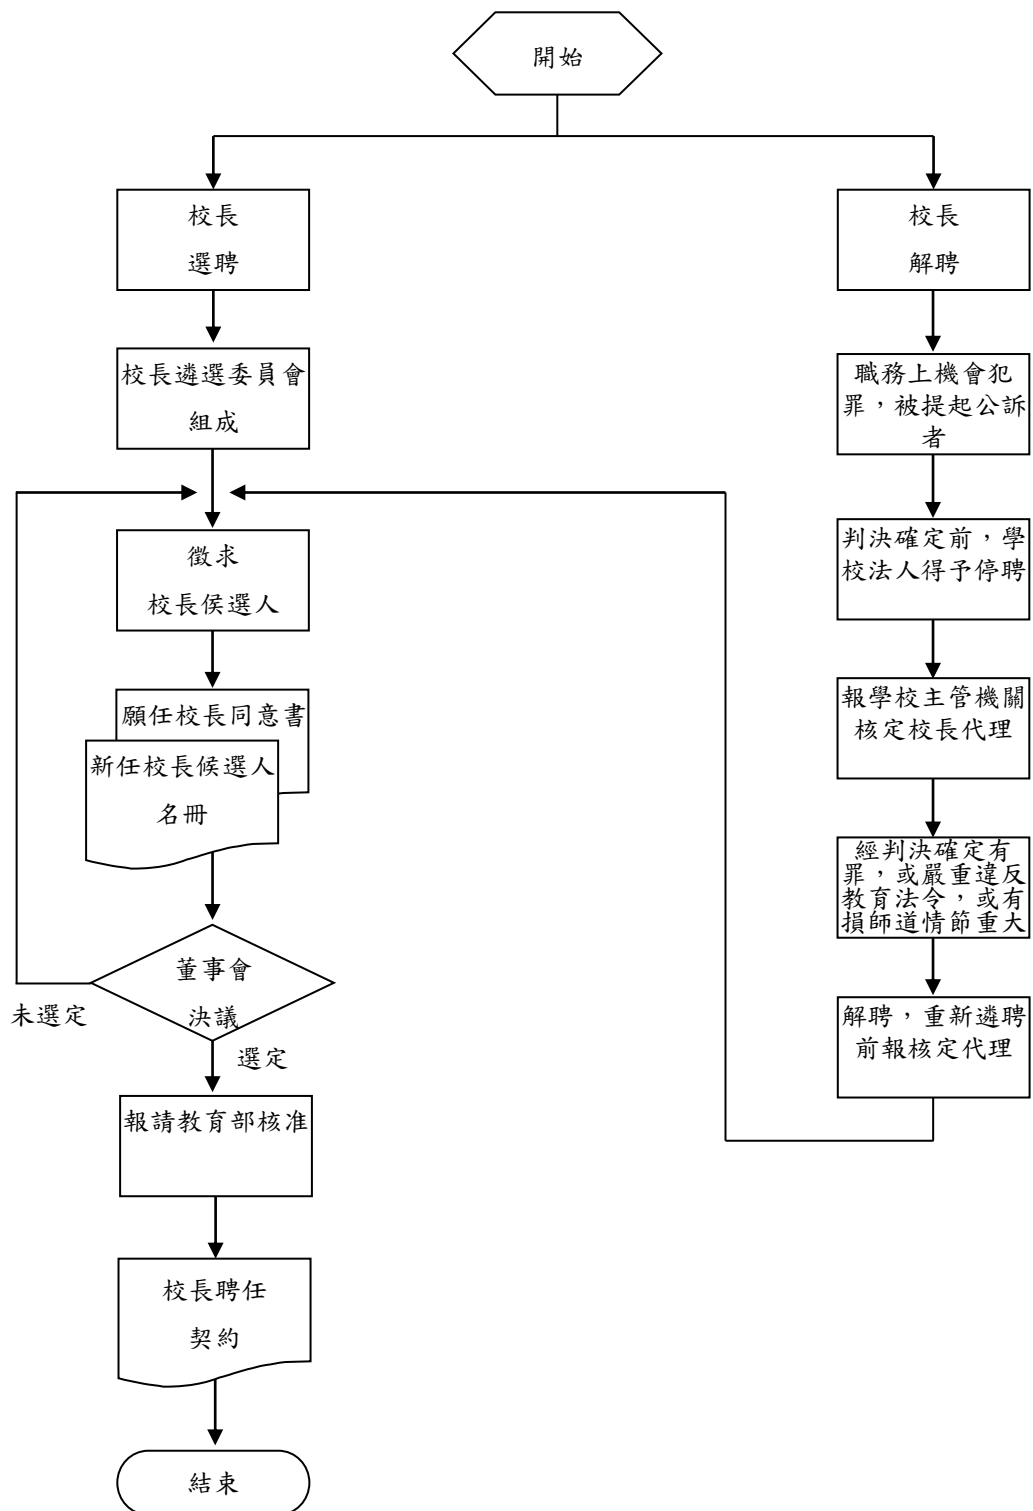 開始
校長
選聘
校長遴選委員會
組成
徵求
校長侯選人
願任校長同意書
新任校長候選人
名冊
董事會
決議
未選定
選定
報請教育部核准
校長聘任
契約
結束
校長
解聘
職務上機會犯
罪，被提起公訴
者
判決確定前，學
校法人得予停聘
報學校主管機關
核定校長代理
經判決確定有
罪，或嚴重違反
教育法令，或有
損師道情節重大
解聘，重新遴聘
前報核定代理